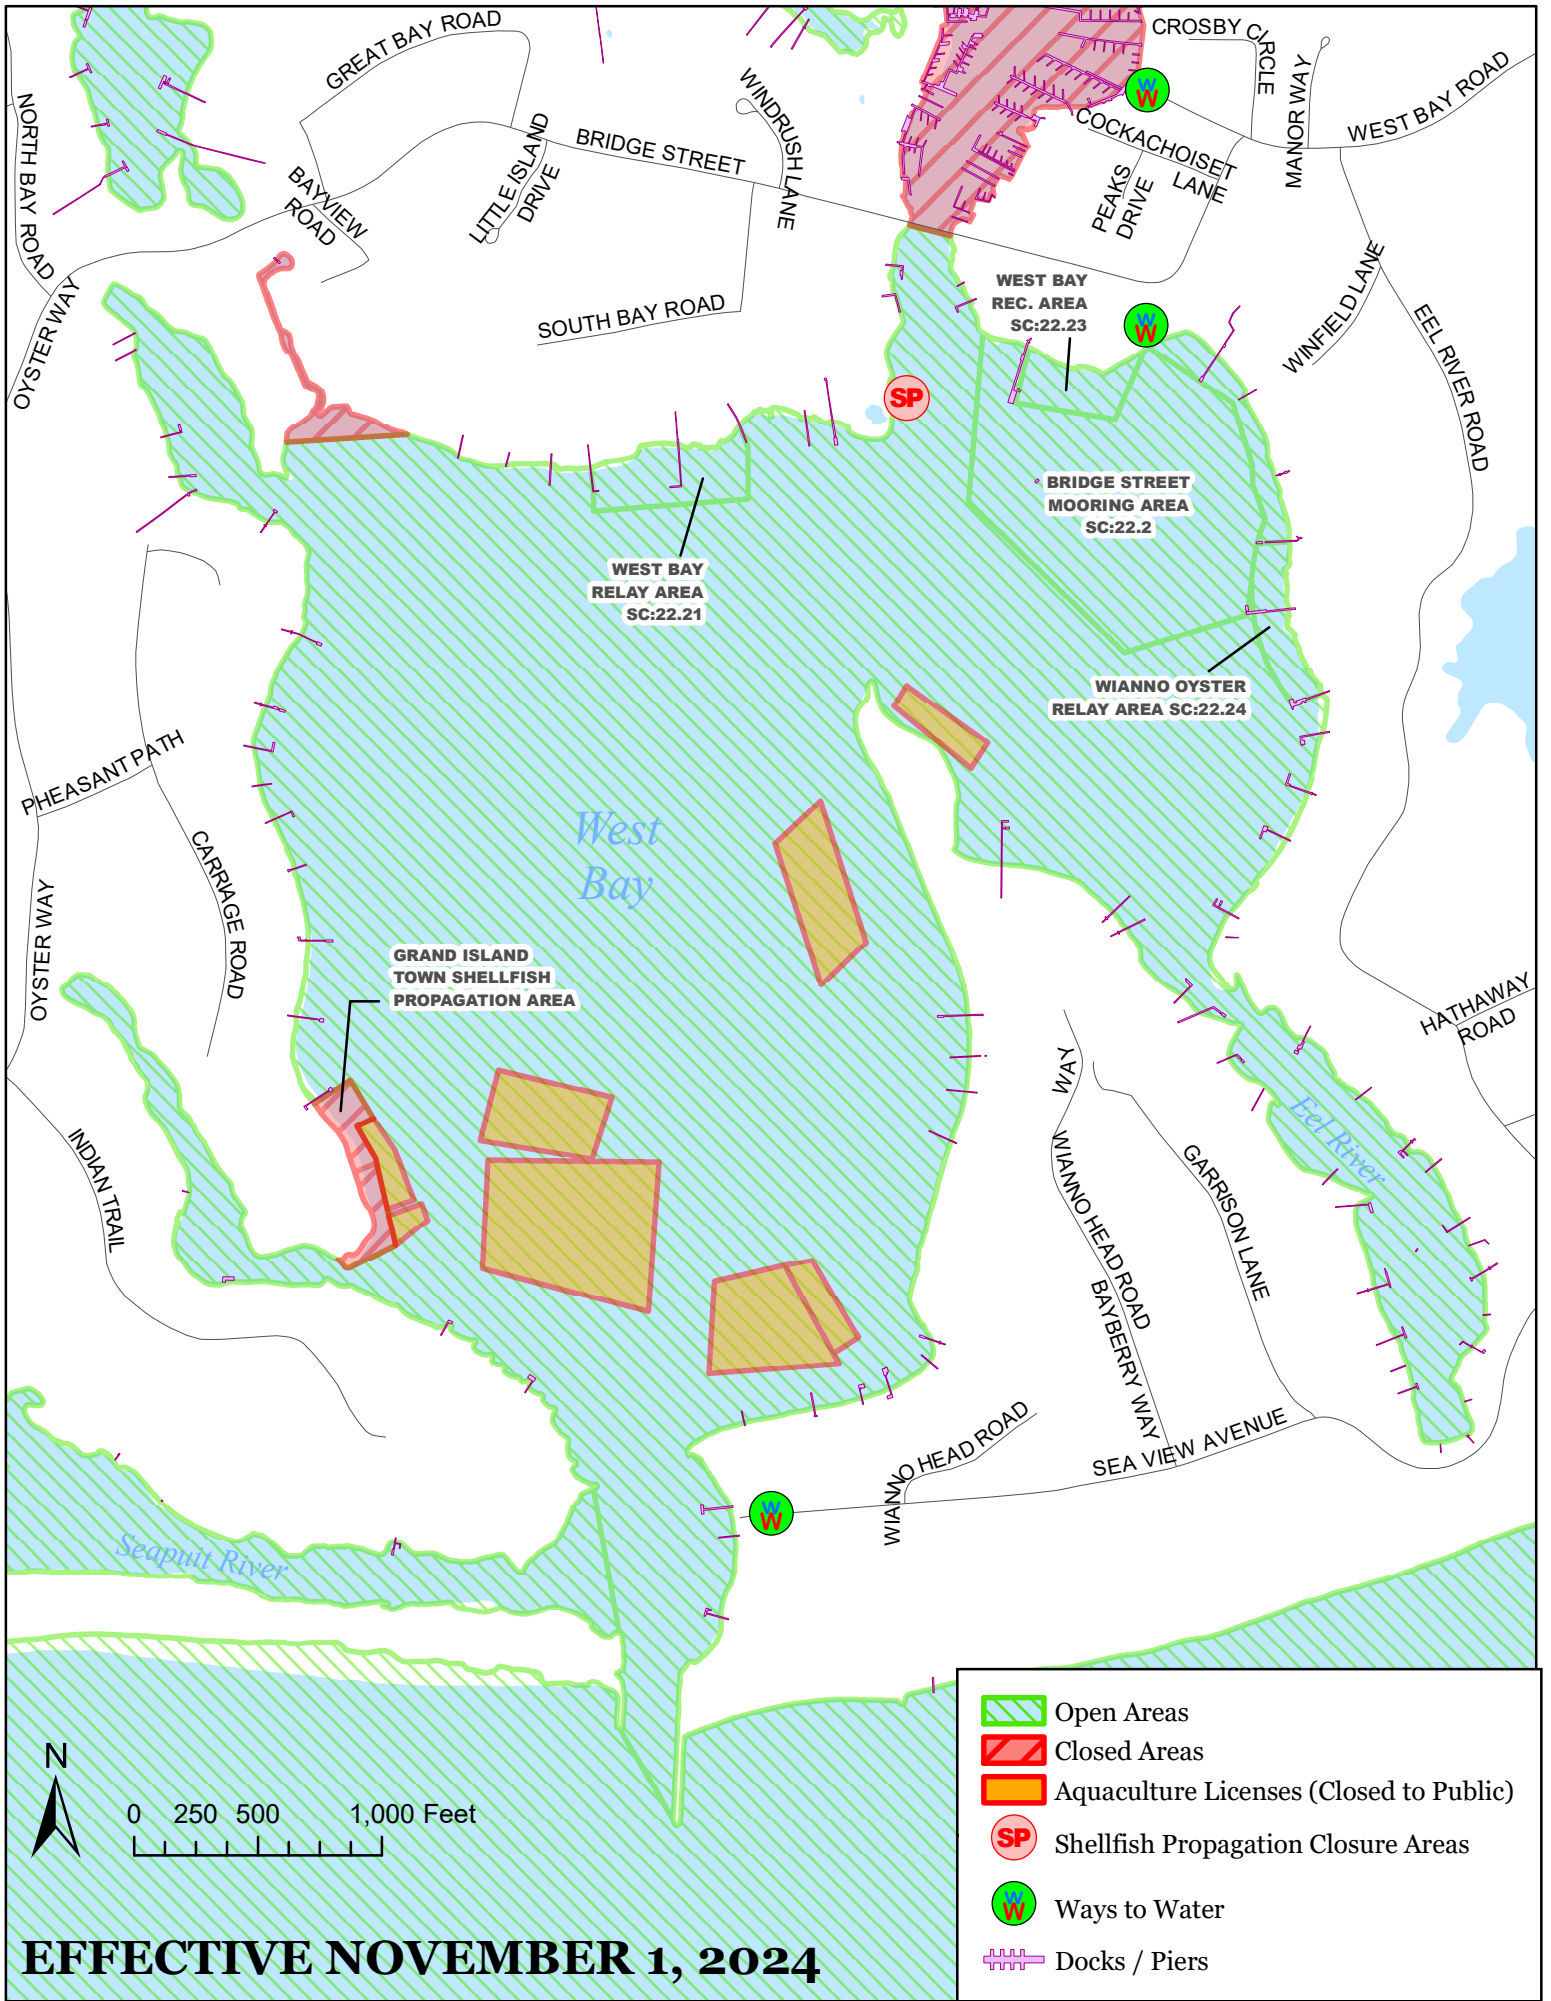 GREAT BAY ROAD
CROSBY CIRCLE
MANOR WAY
WEST BAY ROAD
W
W
NORTH BAY ROAD
WINDRUSH LANE
LITTLE ISLAND
DRIVE
BRIDGE STREET
COCKACHOISET
LANE
PEAKS
DRIVE
BAYVIEW
ROAD
OYSTER WAY
SOUTH BAY ROAD
WEST BAY
REC. AREA
SC:22.23
W
W
WINFIELD LANE
EEL RIVER ROAD
SP
BRIDGE STREET
MOORING AREA
SC:22.2
WEST BAY
RELAY AREA
SC:22.21
WIANNO OYSTER
RELAY AREA SC:22.24
PHEASANT PATH
CARRIAGE ROAD
OYSTER WAY
West
Bay
GRAND ISLAND
TOWN SHELLFISH
PROPAGATION AREA
HATHAWAY
ROAD
WAY
Eel River
INDIAN TRAIL
WIANNO HEAD ROAD
GARRISON LANE
BAYBERRY WAY
WIANNO HEAD ROAD
SEA VIEW AVENUE
W
W
Seapuit River
N
0 250 500 1,000 Feet
EFFECTIVE NOVEMBER 1, 2024
Open Areas
Closed Areas
Aquaculture Licenses (Closed to Public)
SP Shellfish Propagation Closure Areas
W
W Ways to Water
Docks / Piers